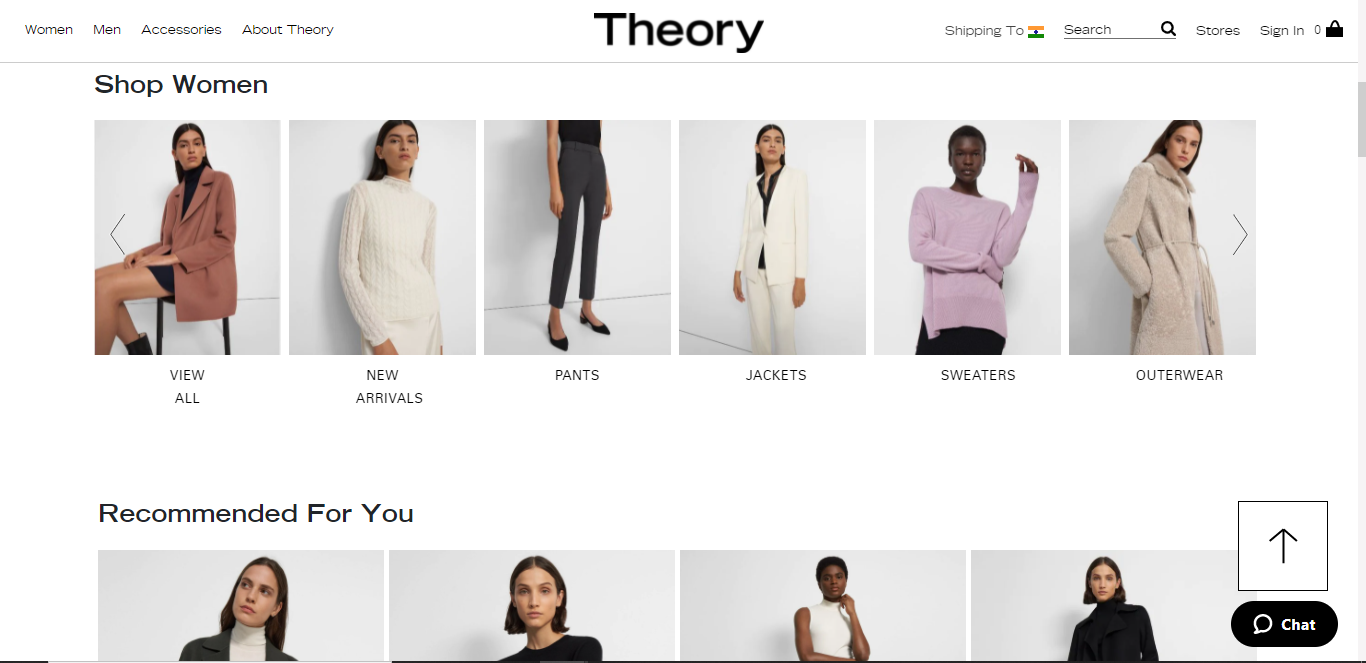 Women Men Accessories About Theory
Theory
Shipping To Search Stores Sign In 0
Shop Women
VIEW
ALL
NEW
ARRIVALS
PANTS
JACKETS
SWEATERS
OUTERWEAR
Recommended For You
Chat